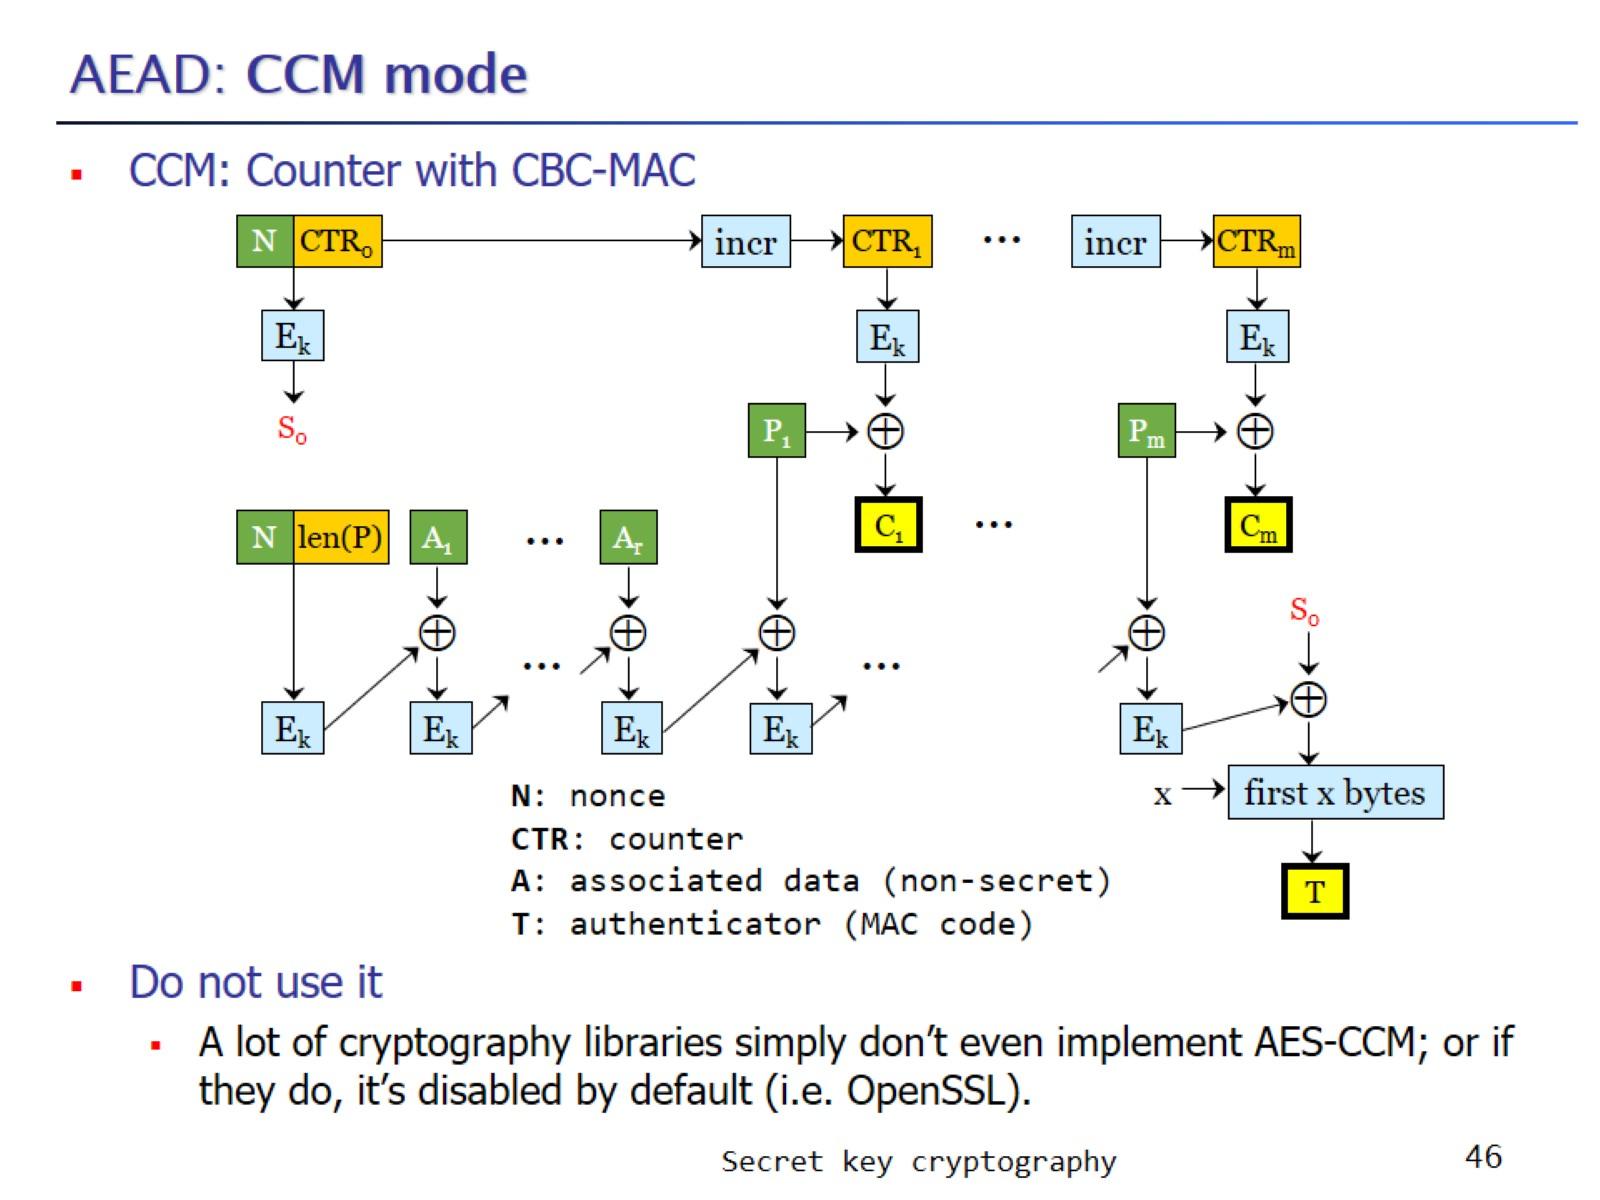 AEAD: CCM mode
CCM: Counter with CBC-MAC
N CTR₀ incr CTR₁ ... incr CTRₘ
Eₖ Eₖ Eₖ
S₀ P₁ ⊕ Pₘ ⊕
N len(P) A₁ ... Aᵣ C₁ ... Cₘ
S₀
⊕ ⊕ ⊕ ⊕
... ...
⊕
Eₖ Eₖ Eₖ Eₖ Eₖ
x first x bytes
T
N: nonce
CTR: counter
A: associated data (non-secret)
T: authenticator (MAC code)
Do not use it
A lot of cryptography libraries simply don't even implement AES-CCM; or if
they do, it's disabled by default (i.e. OpenSSL).
Secret key cryptography 46